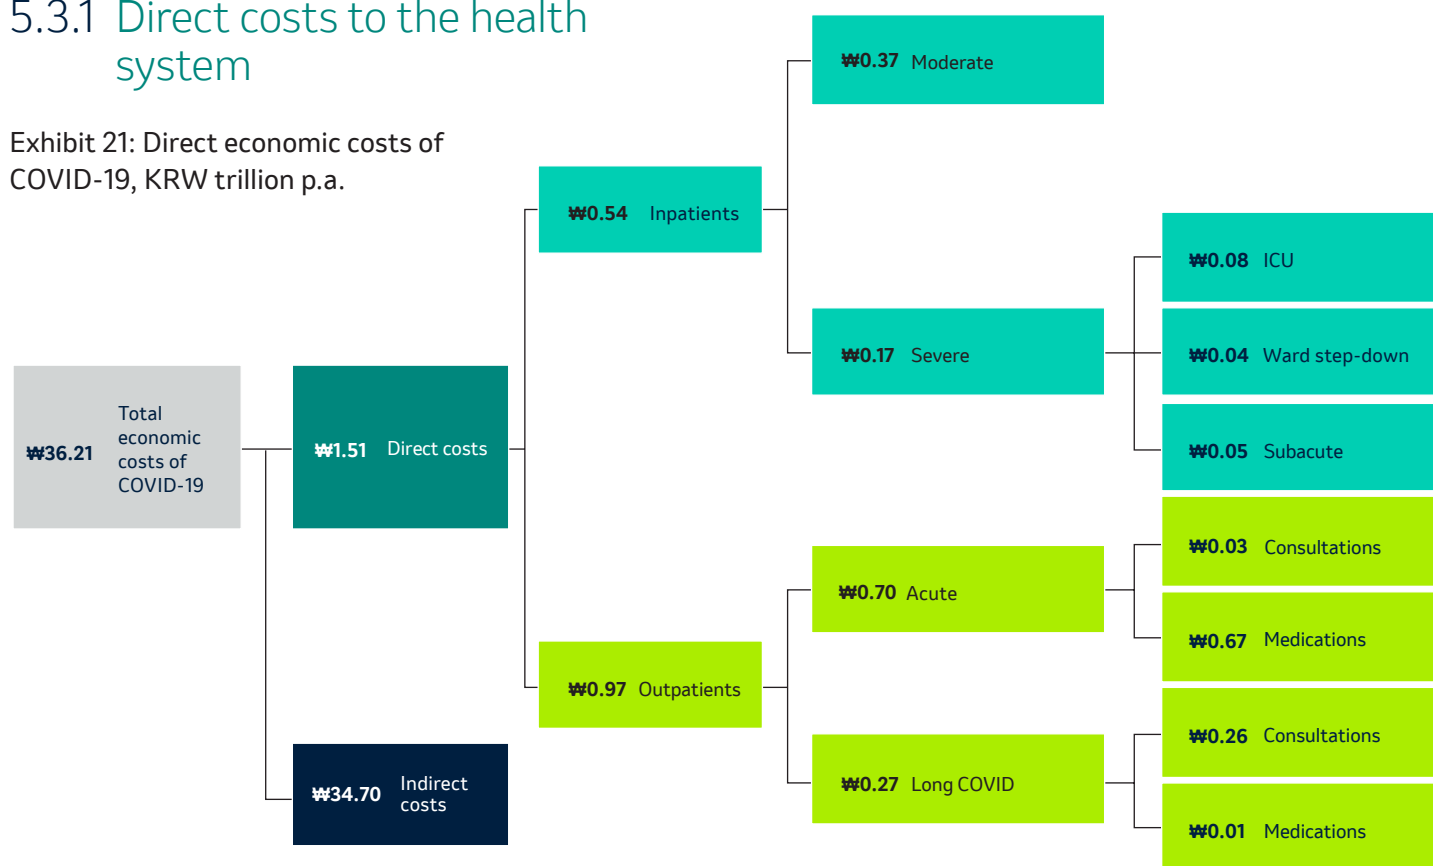 5.3.1 Direct costs to the health
system
Exhibit 21: Direct economic costs of
COVID-19, KRW trillion p.a.
₩36.21 Total
economic
costs of
COVID-19
₩1.51 Direct costs
₩34.70 Indirect
costs
₩0.54 Inpatients
₩0.97 Outpatients
₩0.37 Moderate
₩0.17 Severe
₩0.70 Acute
₩0.27 Long COVID
₩0.08 ICU
₩0.04 Ward step-down
₩0.05 Subacute
₩0.03 Consultations
₩0.67 Medications
₩0.26 Consultations
₩0.01 Medications